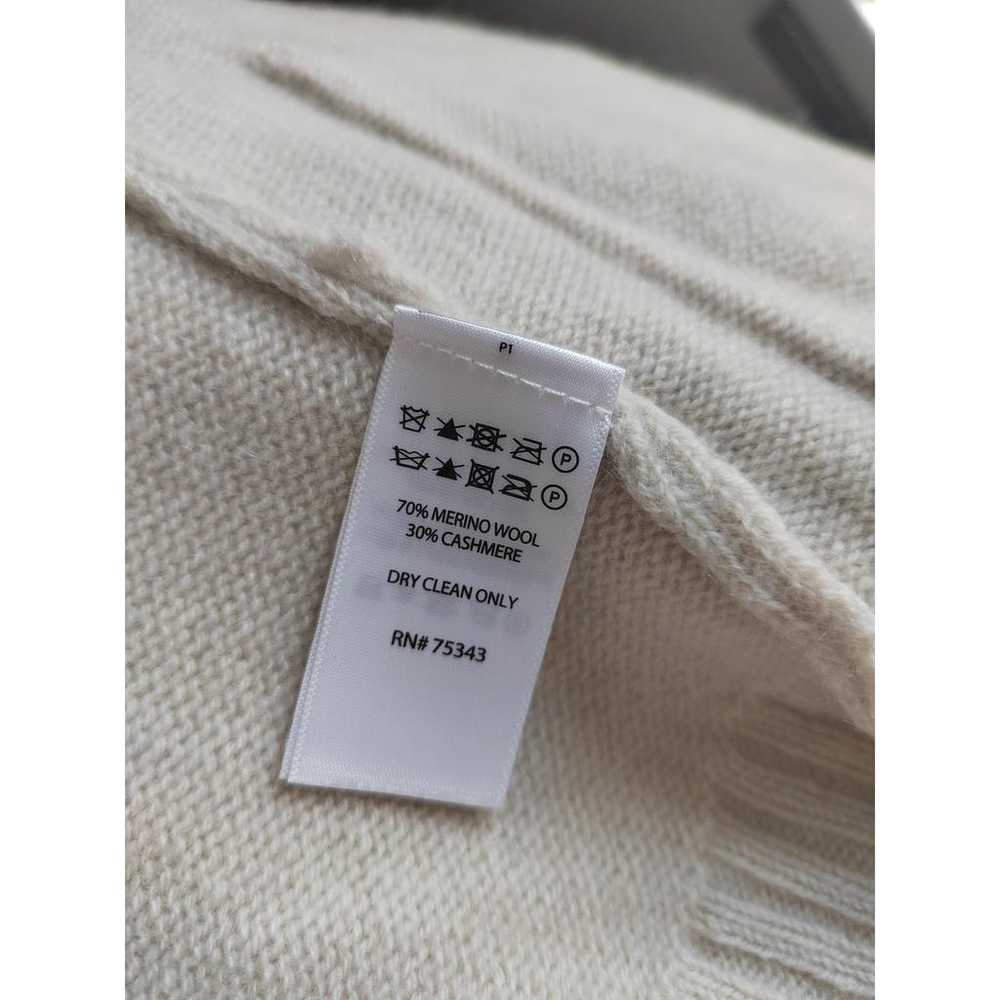 P1
P
P
70% MERINO WOOL
30% CASHMERE
DRY CLEAN ONLY
RN# 75343